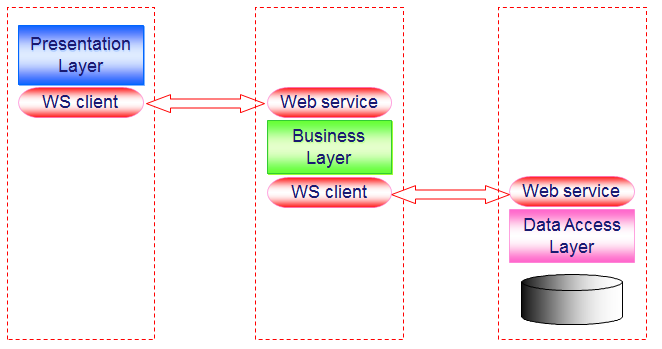 Presentation
Layer
WS client
Web service
Business
Layer
WS client
Web service
Data Access
Layer